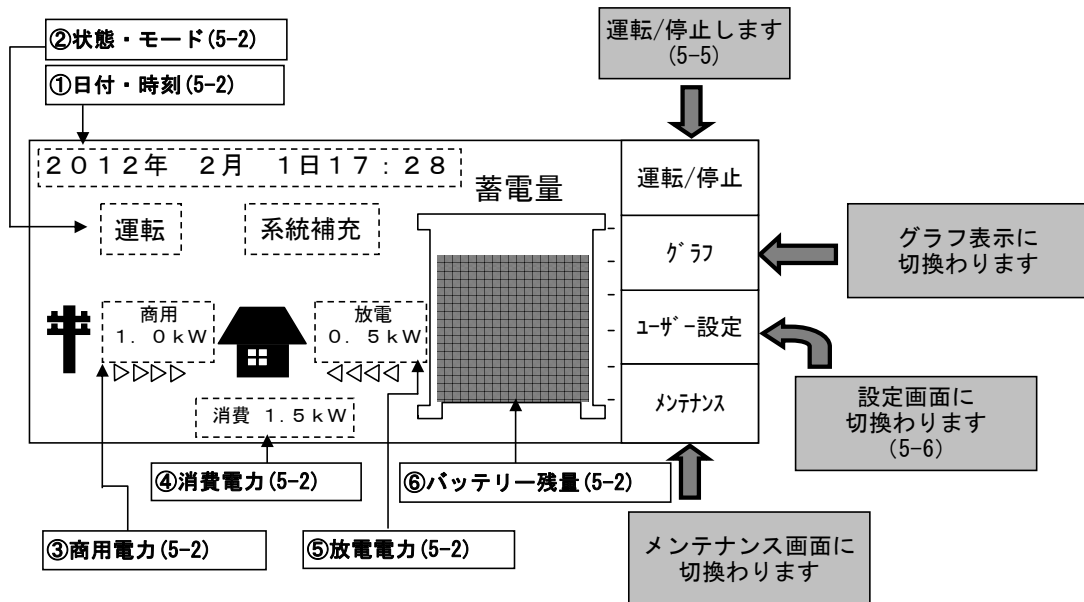 ②状態・モード(5-2)
①日付・時刻(5-2)
運転/停止します
(5-5)
2012年 2月 1日17:28
運転
系統補充
蓄電量
運転/停止
グラフ
ユーザー設定
メンテナンス
グラフ表示に
切換わります
商用
1.0kW
放電
0.5kW
▷▷▷▷
◁◁◁◁
消費 1.5kW
設定画面に
切換わります
(5-6)
④消費電力(5-2)
⑥バッテリー残量(5-2)
③商用電力(5-2)
⑤放電電力(5-2)
メンテナンス画面に
切換わります